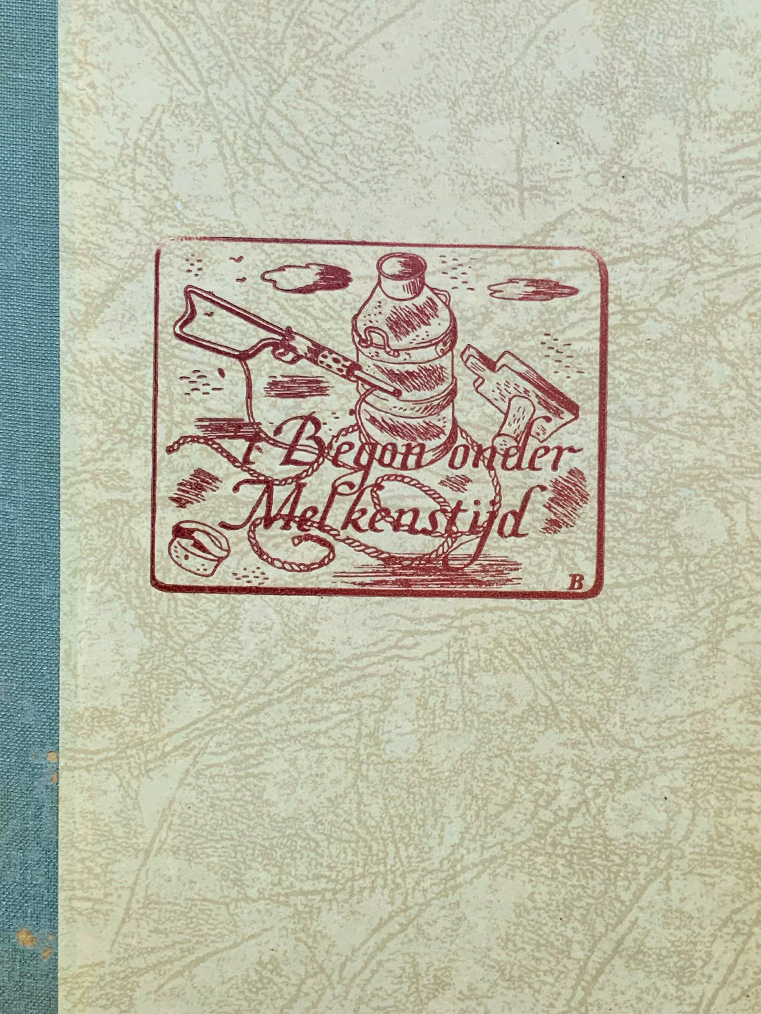 't Begon onder
Melkenstijd
B